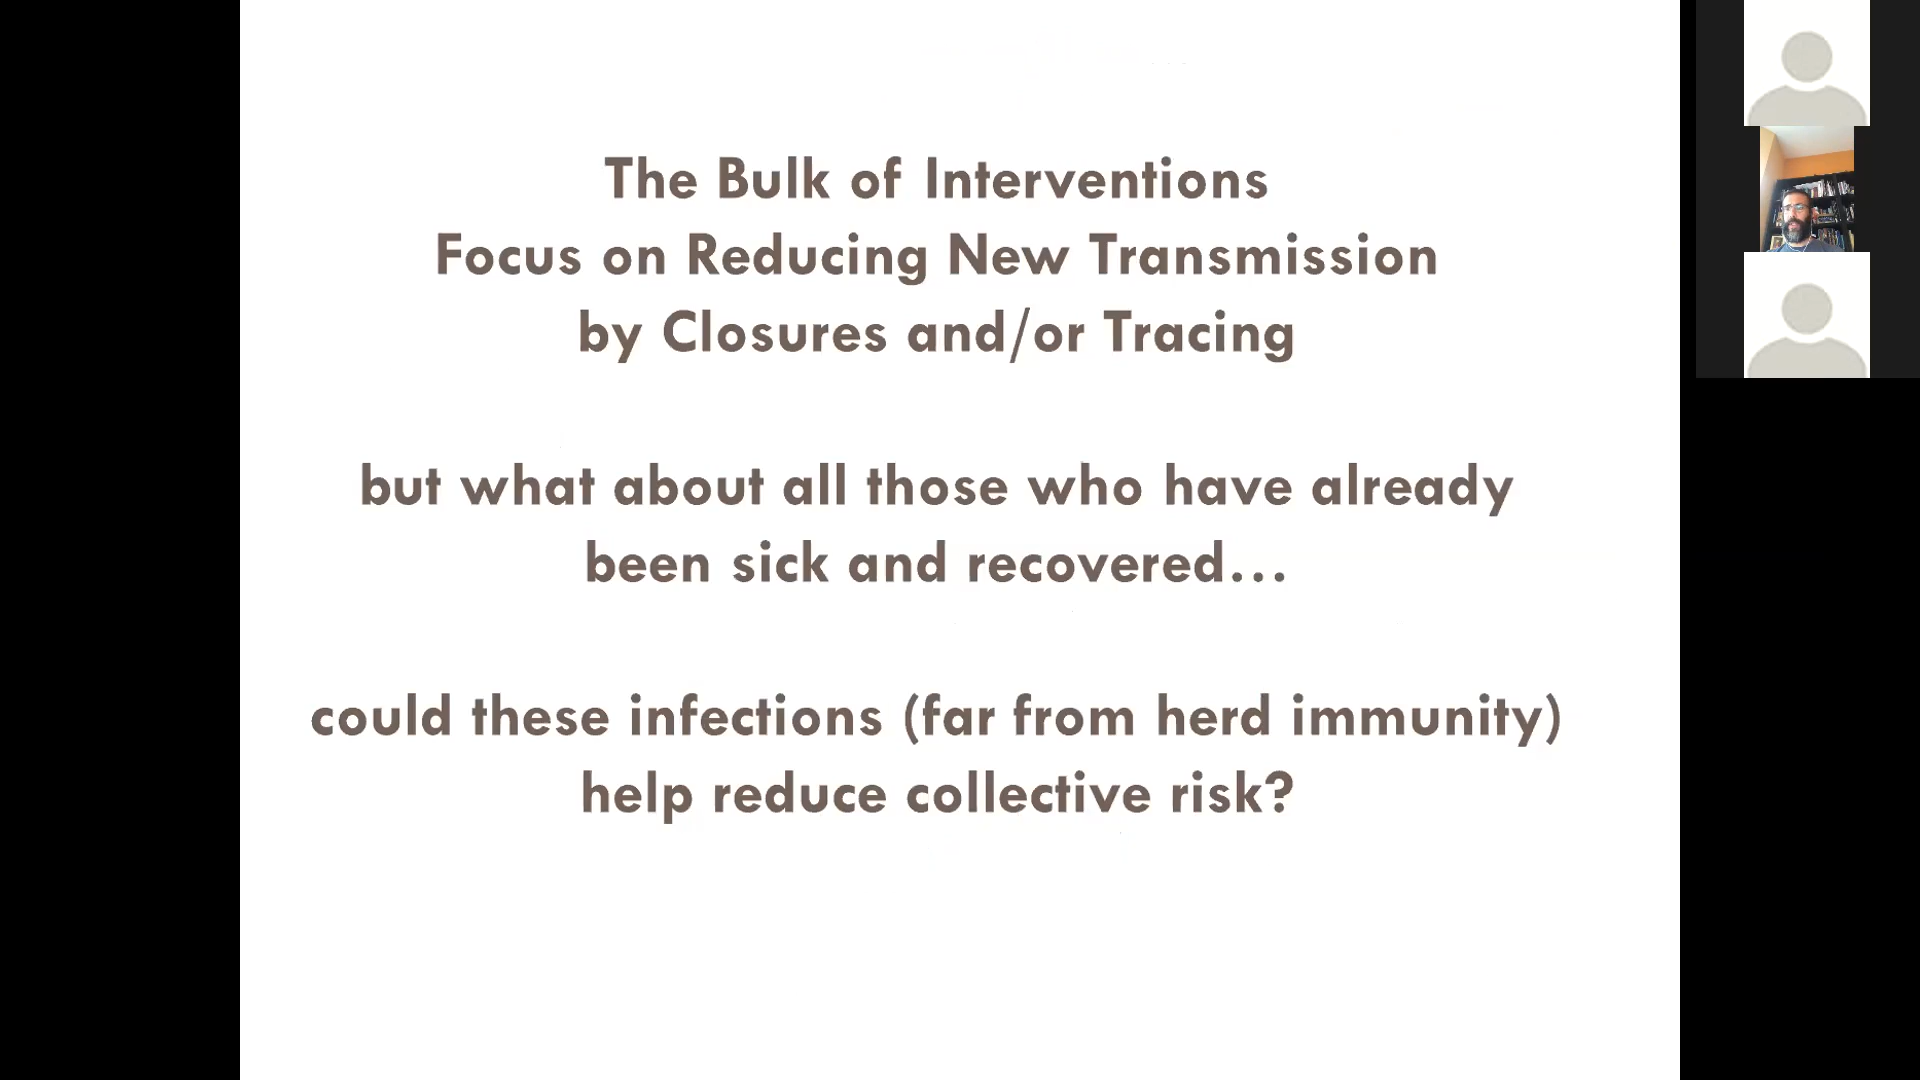 The Bulk of Interventions
Focus on Reducing New Transmission
by Closures and/or Tracing
but what about all those who have already
been sick and recovered…
could these infections (far from herd immunity)
help reduce collective risk?